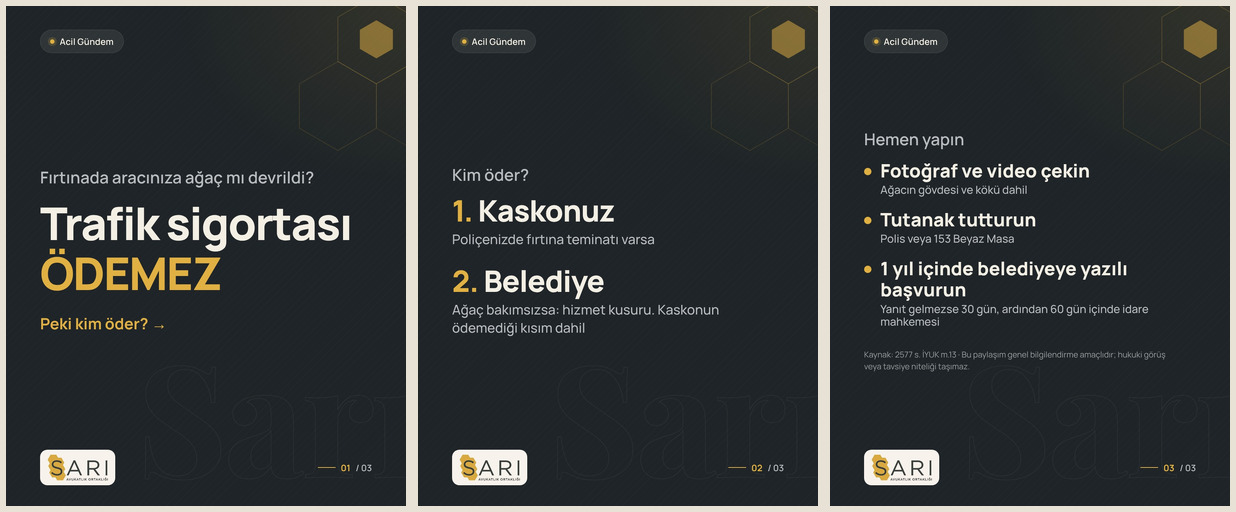 Acil Gündem
Fırtınada aracınıza ağaç mı devrildi?
Trafik sigortası
ÖDEMEZ
Peki kim öder? →
Sarı
SARI
AVUKATLIK ORTAKLIĞI
01 / 03
Acil Gündem
Kim öder?
1. Kaskonuz
Poliçenizde fırtına teminatı varsa
2. Belediye
Ağaç bakımsızsa: hizmet kusuru. Kaskonun
ödemediği kısım dahil
Sarı
SARI
AVUKATLIK ORTAKLIĞI
02 / 03
Acil Gündem
Hemen yapın
Fotoğraf ve video çekin
Ağacın gövdesi ve kökü dahil
Tutanak tutturun
Polis veya 153 Beyaz Masa
1 yıl içinde belediyeye yazılı
başvurun
Yanıt gelmezse 30 gün, ardından 60 gün içinde idare
mahkemesi
Kaynak: 2577 s. İYUK m.13 · Bu paylaşım genel bilgilendirme amaçlıdır; hukuki görüş
veya tavsiye niteliği taşımaz.
Sarı
SARI
AVUKATLIK ORTAKLIĞI
03 / 03